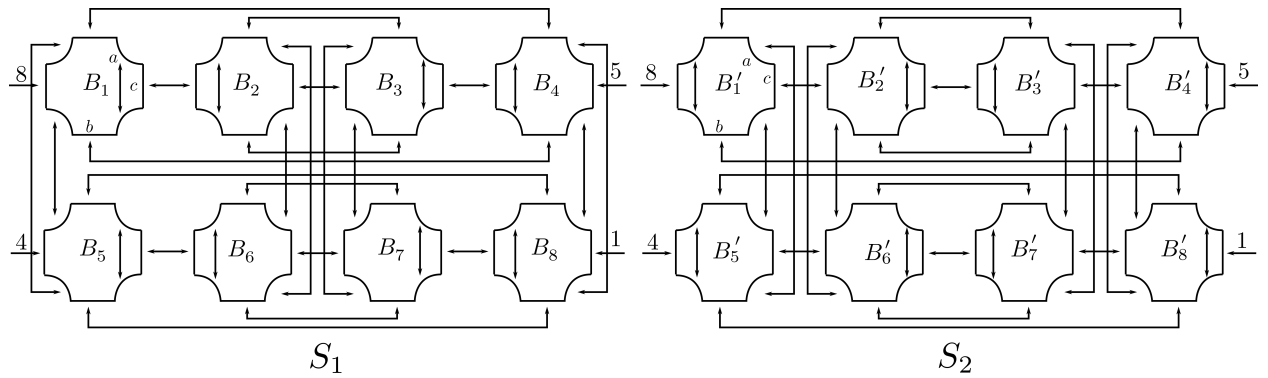 8 B₁ a c b B₂ B₃ B₄ 5
4 B₅ B₆ B₇ B₈ 1
S₁
8 B₁′ a c b B₂′ B₃′ B₄′ 5
4 B₅′ B₆′ B₇′ B₈′ 1
S₂